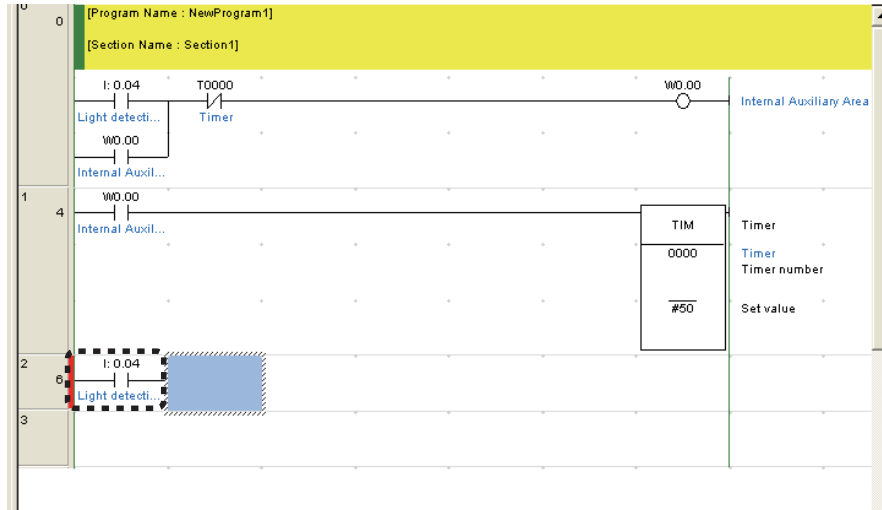 0
0
[Program Name : NewProgram1]
[Section Name : Section1]
I: 0.04 T0000 W0.00
Light detecti... Timer Internal Auxiliary Area
W0.00
Internal Auxil...
1
4
W0.00
Internal Auxil...
TIM Timer
0000 Timer
Timer number
#50 Set value
2
6
I: 0.04
Light detecti...
3